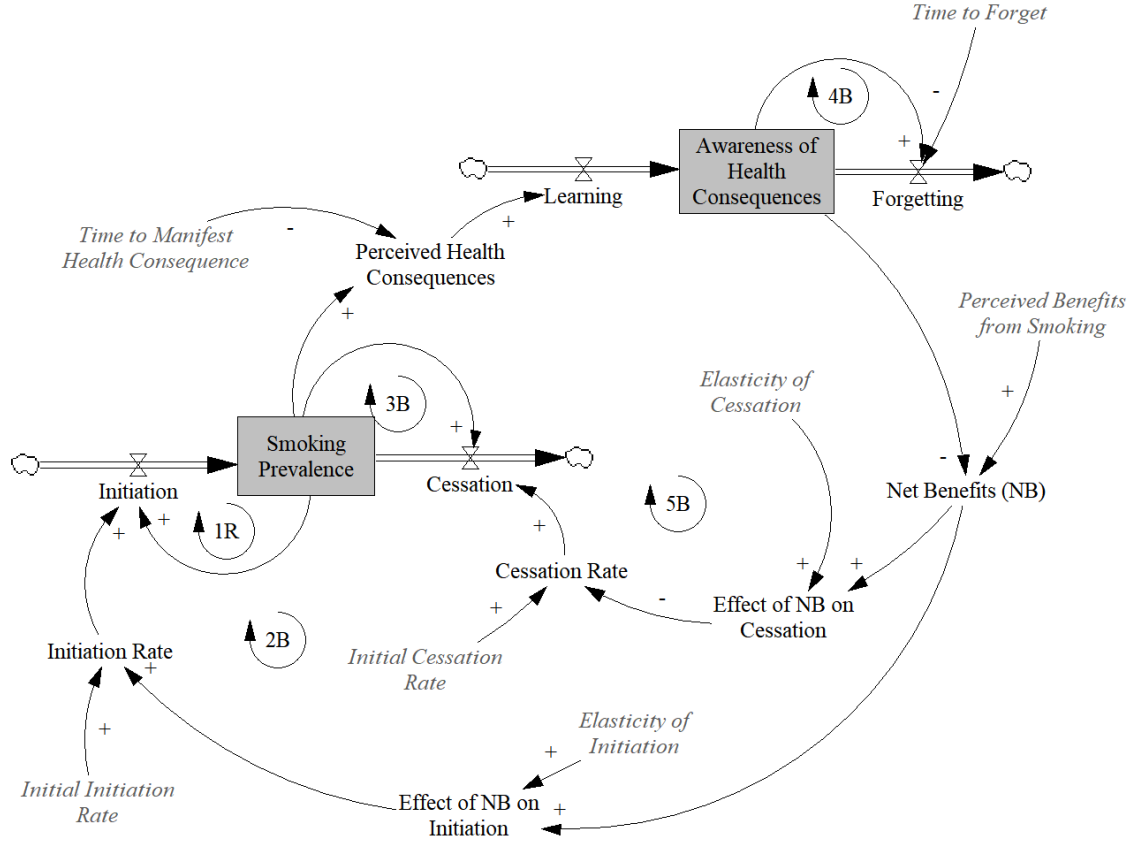 Time to Forget
-
4B
+
Awareness of
Health
Consequences
Learning
Forgetting
+
-
Time to Manifest
Health Consequence
Perceived Health
Consequences
+
Perceived Benefits
from Smoking
+
Elasticity of
Cessation
3B
+
Smoking
Prevalence
Initiation
Cessation
-
Net Benefits (NB)
+
+
1R
+
5B
Cessation Rate
+
+
+
-
Effect of NB on
Cessation
2B
Initiation Rate
+
Initial Cessation
Rate
+
Elasticity of
Initiation
+
Initial Initiation
Rate
Effect of NB on
Initiation
+